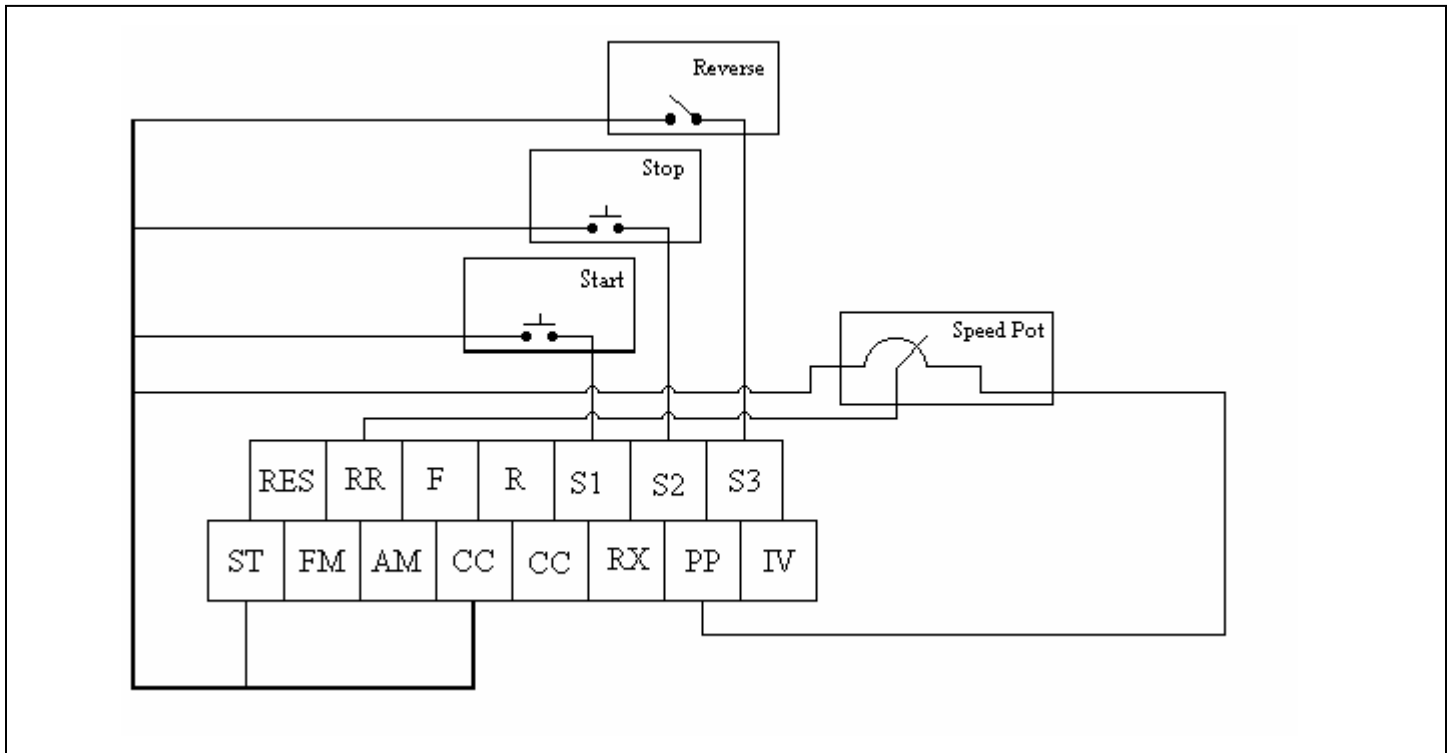 Reverse
Stop
Start
Speed Pot
RES RR F R S1 S2 S3
ST FM AM CC CC RX PP IV